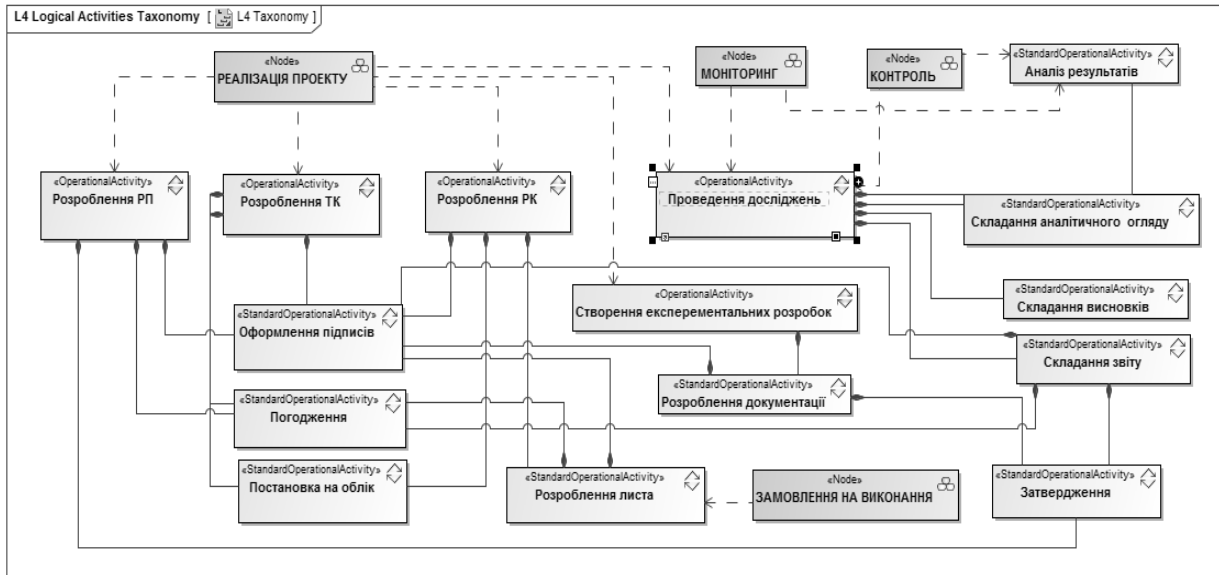 L4 Logical Activities Taxonomy [ L4 Taxonomy ]
«Node»
РЕАЛІЗАЦІЯ ПРОЕКТУ
«Node»
МОНІТОРИНГ
«Node»
КОНТРОЛЬ
«StandardOperationalActivity»
Аналіз результатів
«OperationalActivity»
Розроблення РП
«OperationalActivity»
Розроблення ТК
«OperationalActivity»
Розроблення РК
«OperationalActivity»
Проведення досліджень
«StandardOperationalActivity»
Складання аналітичного огляду
«StandardOperationalActivity»
Оформлення підписів
«OperationalActivity»
Створення експерементальних розробок
«StandardOperationalActivity»
Складання висновків
«StandardOperationalActivity»
Складання звіту
«StandardOperationalActivity»
Розроблення документації
«StandardOperationalActivity»
Погодження
«StandardOperationalActivity»
Постановка на облік
«StandardOperationalActivity»
Розроблення листа
«Node»
ЗАМОВЛЕННЯ НА ВИКОНАННЯ
«StandardOperationalActivity»
Затвердження